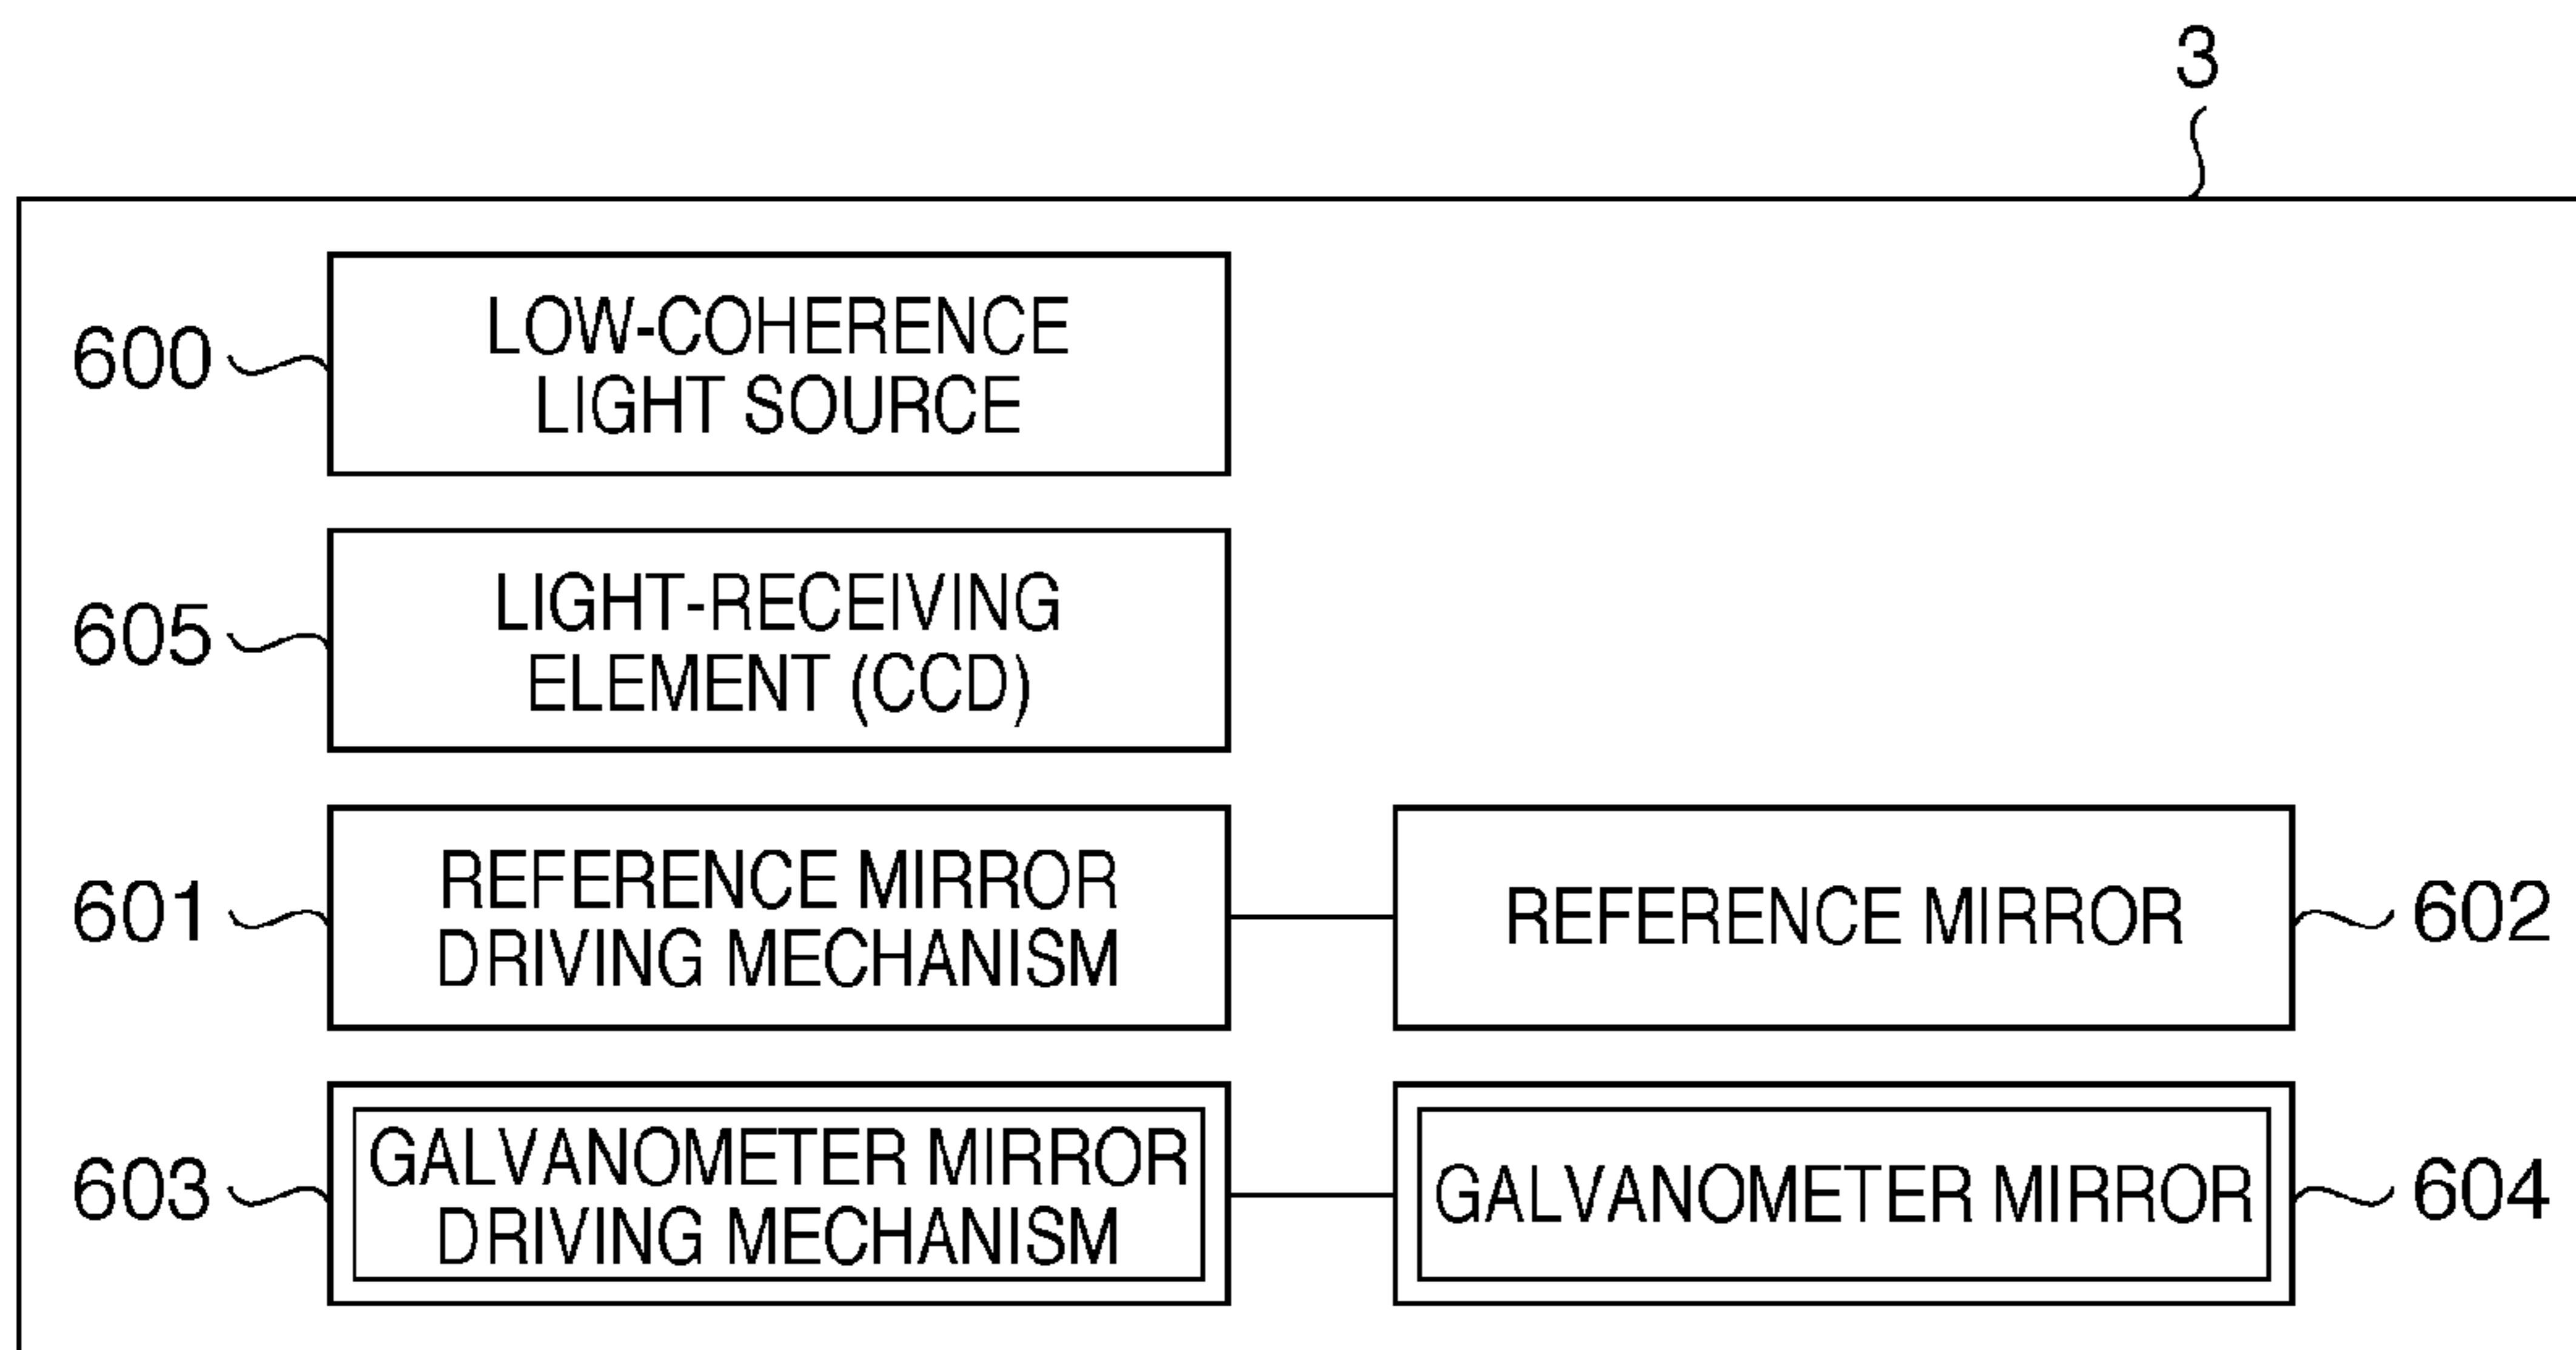 3
600
LOW-COHERENCE
LIGHT SOURCE
605
LIGHT-RECEIVING
ELEMENT (CCD)
601
REFERENCE MIRROR
DRIVING MECHANISM
REFERENCE MIRROR
602
603
GALVANOMETER MIRROR
DRIVING MECHANISM
GALVANOMETER MIRROR
604